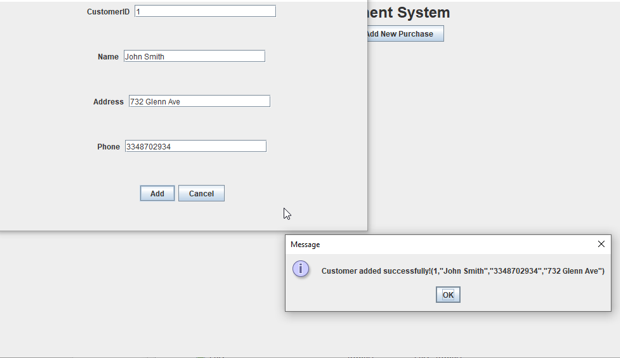 CustomerID 1
ent System
Add New Purchase
Name John Smith
Address 732 Glenn Ave
Phone 3348702934
Add Cancel
Message
Customer added successfully!(1,"John Smith","3348702934","732 Glenn Ave")
OK